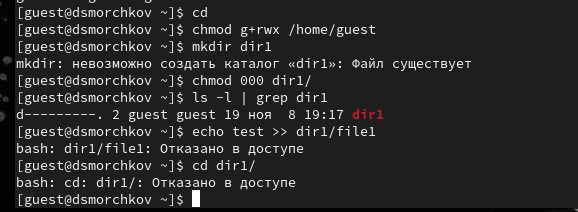 [guest@dsmorchkov ~]$ cd
[guest@dsmorchkov ~]$ chmod g+rwx /home/guest
[guest@dsmorchkov ~]$ mkdir dir1
mkdir: невозможно создать каталог «dir1»: Файл существует
[guest@dsmorchkov ~]$ chmod 000 dir1/
[guest@dsmorchkov ~]$ ls -l | grep dir1
d---------. 2 guest guest 19 ноя  8 19:17 dir1
[guest@dsmorchkov ~]$ echo test >> dir1/file1
bash: dir1/file1: Отказано в доступе
[guest@dsmorchkov ~]$ cd dir1/
bash: cd: dir1/: Отказано в доступе
[guest@dsmorchkov ~]$